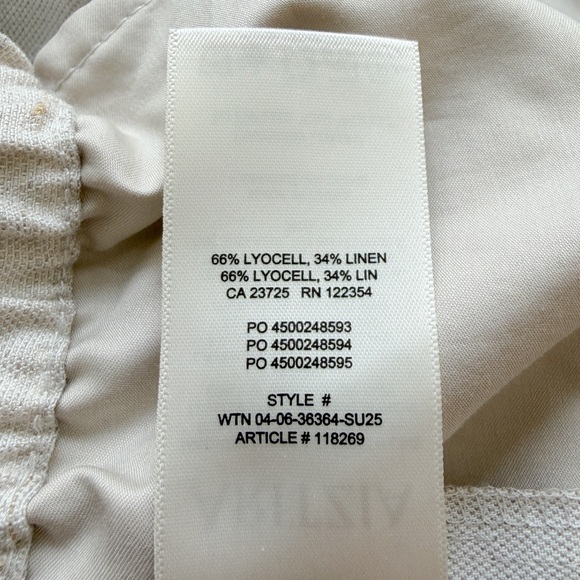 66% LYOCELL, 34% LINEN
66% LYOCELL, 34% LIN
CA 23725 RN 122354
PO 4500248593
PO 4500248594
PO 4500248595
STYLE #
WTN 04-06-36364-SU25
ARTICLE # 118269